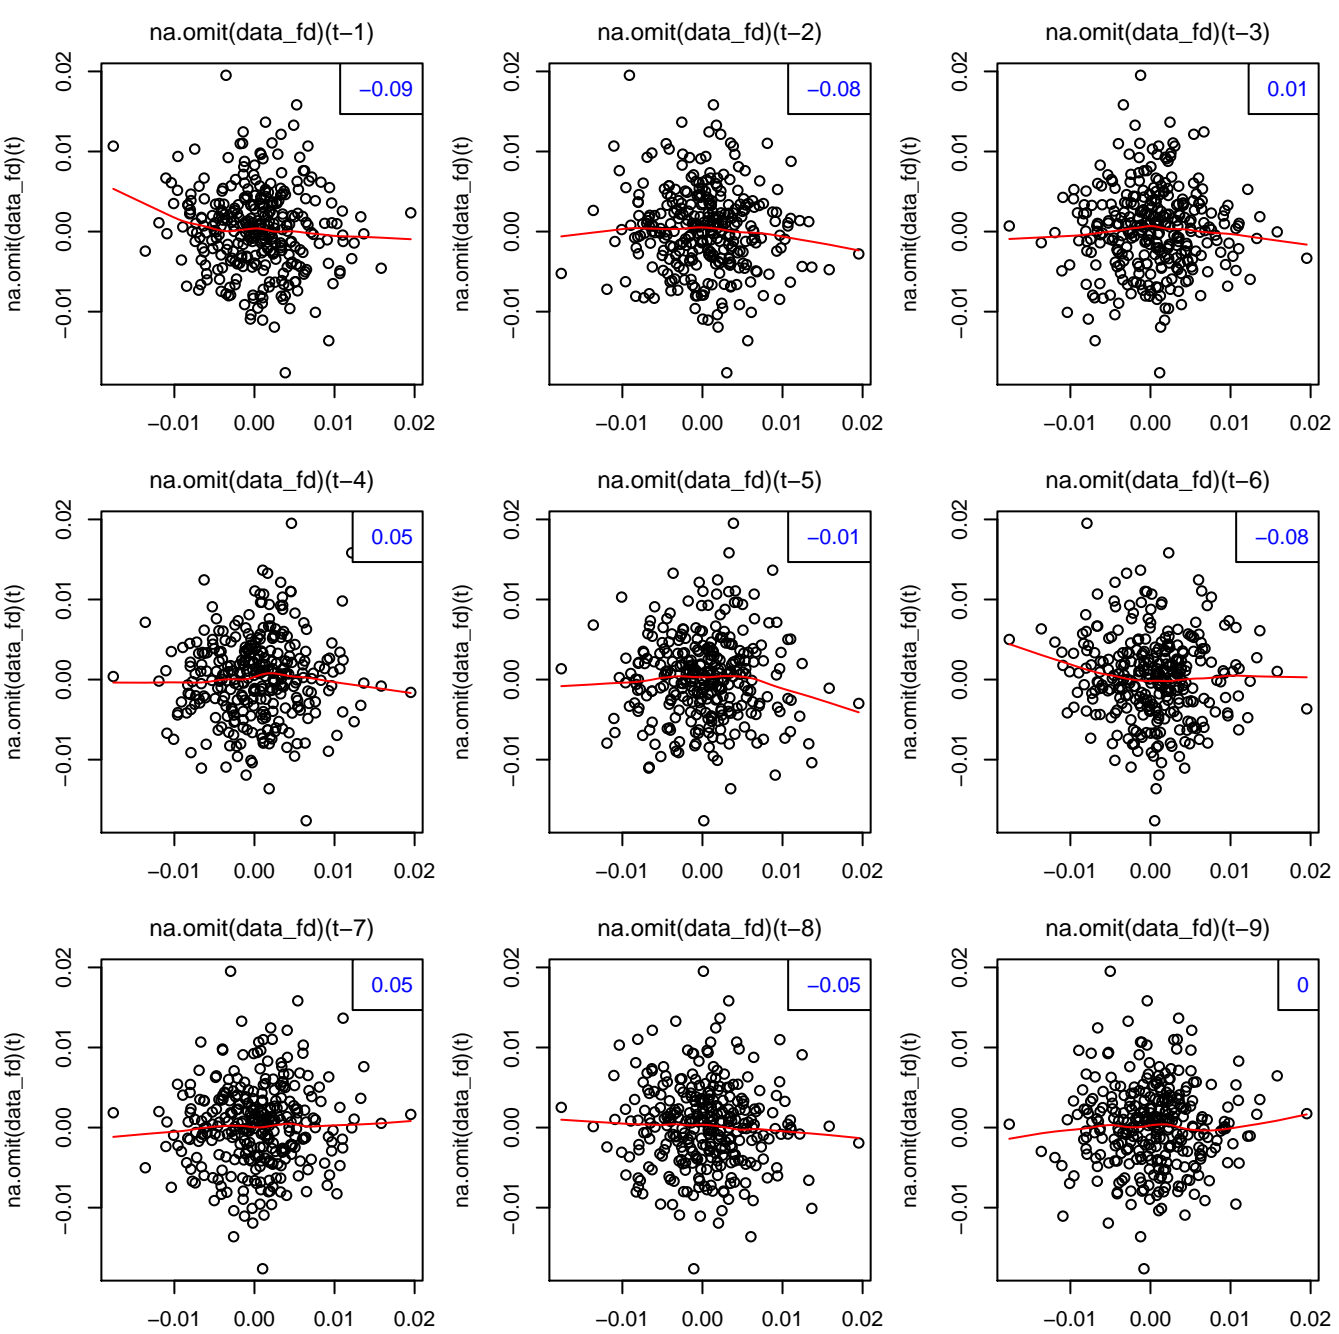 na.omit(data_fd)(t−1)
na.omit(data_fd)(t)
0.02
0.01
0.00
−0.01
−0.09
−0.01 0.00 0.01 0.02
na.omit(data_fd)(t−2)
na.omit(data_fd)(t)
0.02
0.01
0.00
−0.01
−0.08
−0.01 0.00 0.01 0.02
na.omit(data_fd)(t−3)
na.omit(data_fd)(t)
0.02
0.01
0.00
−0.01
0.01
−0.01 0.00 0.01 0.02
na.omit(data_fd)(t−4)
na.omit(data_fd)(t)
0.02
0.01
0.00
−0.01
0.05
−0.01 0.00 0.01 0.02
na.omit(data_fd)(t−5)
na.omit(data_fd)(t)
0.02
0.01
0.00
−0.01
−0.01
−0.01 0.00 0.01 0.02
na.omit(data_fd)(t−6)
na.omit(data_fd)(t)
0.02
0.01
0.00
−0.01
−0.08
−0.01 0.00 0.01 0.02
na.omit(data_fd)(t−7)
na.omit(data_fd)(t)
0.02
0.01
0.00
−0.01
0.05
−0.01 0.00 0.01 0.02
na.omit(data_fd)(t−8)
na.omit(data_fd)(t)
0.02
0.01
0.00
−0.01
−0.05
−0.01 0.00 0.01 0.02
na.omit(data_fd)(t−9)
na.omit(data_fd)(t)
0.02
0.01
0.00
−0.01
0
−0.01 0.00 0.01 0.02